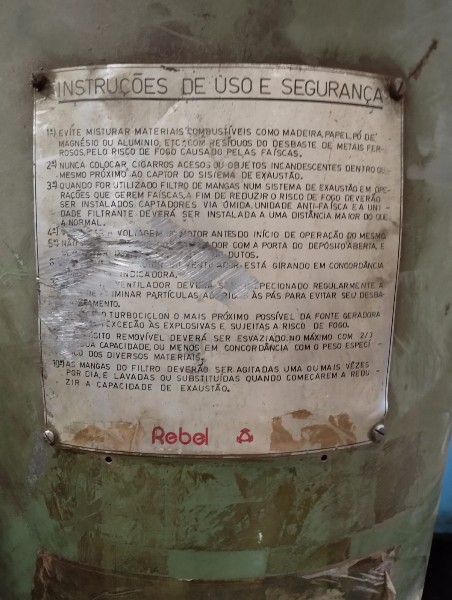 INSTRUÇÕES DE USO E SEGURANÇA
1ª) EVITE MISTURAR MATERIAIS COMBUSTÍVEIS COMO MADEIRA, PAPEL, PÓ DE
MAGNÉSIO OU ALUMÍNIO, ETC. COM RESÍDUOS DO DESBASTE DE METAIS FER-
ROSOS, PELO RISCO DE FOGO CAUSADO PELAS FAÍSCAS.
2ª) NUNCA COLOCAR, CIGARROS ACESOS OU OBJETOS INCANDESCENTES DENTRO OU
MESMO PRÓXIMO AO CAPTOR DO SISTEMA DE EXAUSTÃO.
3ª) QUANDO FOR UTILIZADO FILTRO DE MANGAS NUM SISTEMA DE EXAUSTÃO EM OPE-
RAÇÕES QUE GEREM FAÍSCAS, A FIM DE REDUZIR O RISCO DE FOGO DEVERÃO
SER INSTALADOS CAPTADORES VIA ÚMIDA, UNIDADE ANTI-FAÍSCA E A UNI-
DADE FILTRANTE DEVERÁ SER INSTALADA A UMA DISTÂNCIA MAIOR DO QUE
A NORMAL.
4ª) A VOLTAGEM DO MOTOR ANTES DO INÍCIO DE OPERAÇÃO DO MESMO
5ª) COM A PORTA DO DEPÓSITO ABERTA, E
DUTOS.
ESTÁ GIRANDO EM CONCORDÂNCIA
INDICADORA.
VENTILADOR DEVERÁ SER INSPECIONADO REGULARMENTE A
PARTÍCULAS ÀS PÁS PARA EVITAR SEU DESBA-
O TURBOCICLON O MAIS PRÓXIMO POSSÍVEL DA FONTE GERADORA
EXCEÇÃO ÀS EXPLOSIVAS E SUJEITAS A RISCO DE FOGO.
REMOVÍVEL DEVERÁ SER ESVAZIADO, NO MÁXIMO COM 2/3
CAPACIDADE, OU MENOS EM CONCORDÂNCIA COM O PESO ESPECÍ-
DOS DIVERSOS MATERIAIS.
10ª) AS MANGAS DO FILTRO DEVERÃO SER AGITADAS UMA OU MAIS VÊZES
POR DIA, E LAVADAS OU SUBSTITUÍDAS QUANDO COMEÇAREM A REDU-
ZIR A CAPACIDADE DE EXAUSTÃO.
Rebel